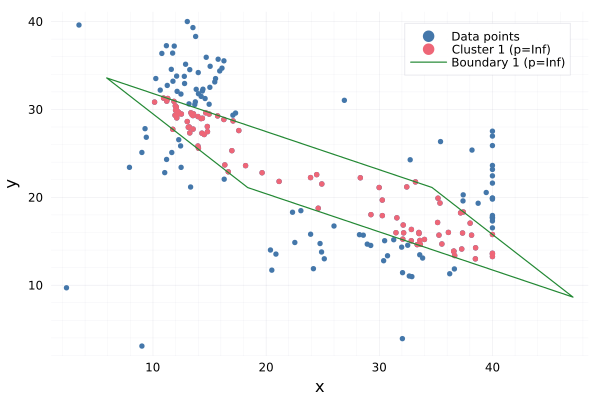 40
Data points
Cluster 1 (p=Inf)
Boundary 1 (p=Inf)
30
y
20
10
10 20 30 40
x